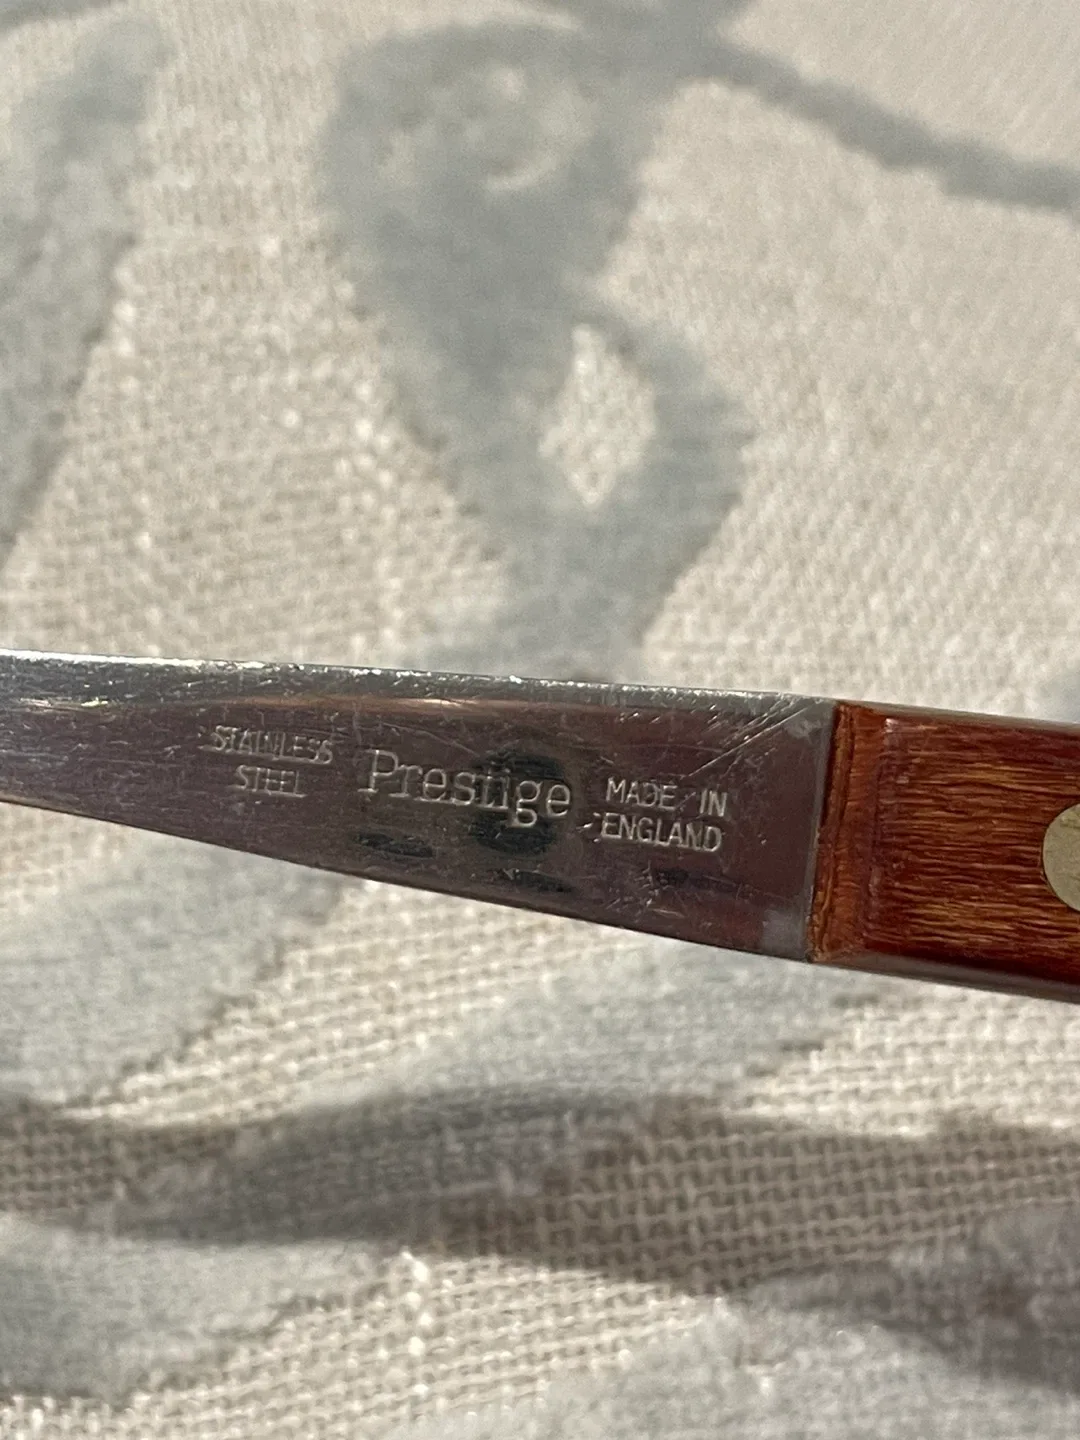 STAINLESS
STEEL
Prestige
MADE IN
ENGLAND